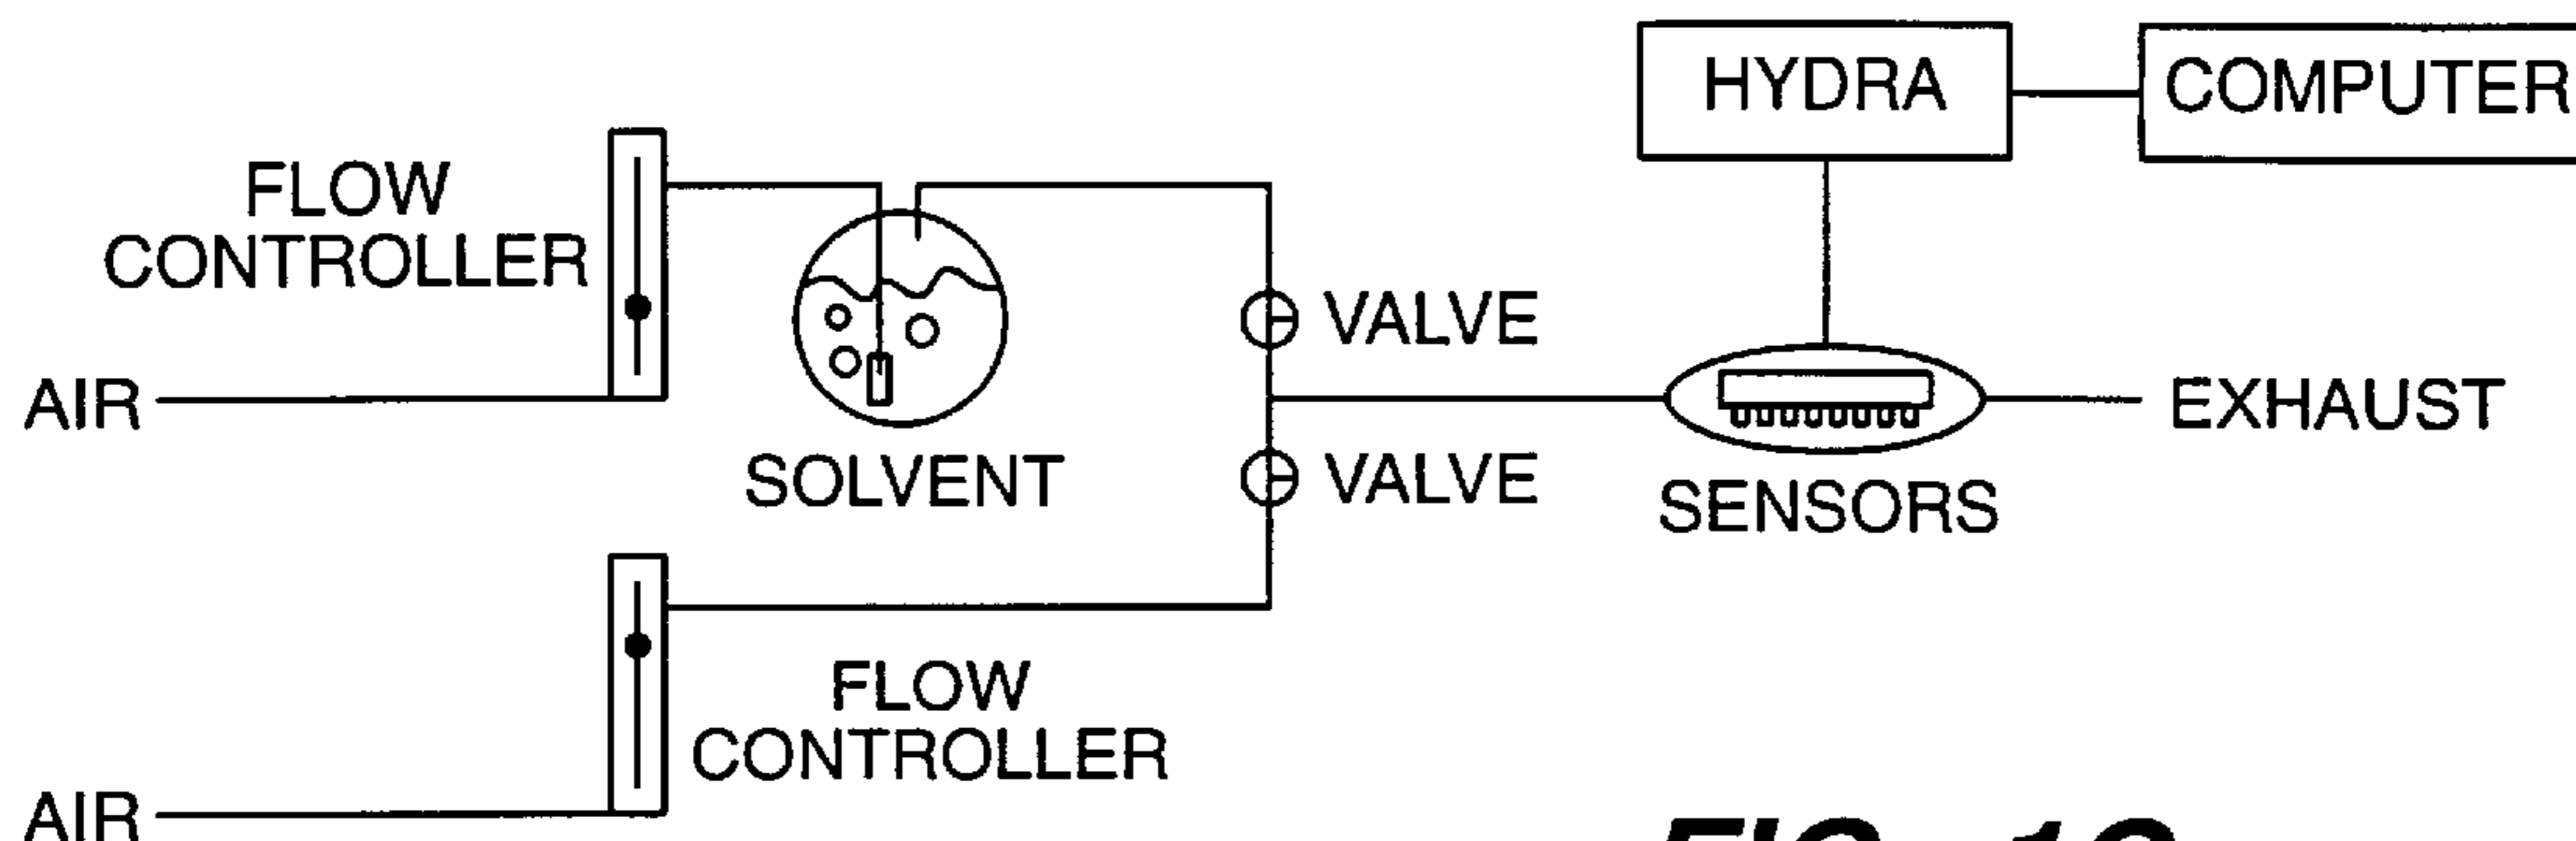 HYDRA
COMPUTER
FLOW
CONTROLLER
AIR
SOLVENT
VALVE
VALVE
SENSORS
EXHAUST
FLOW
CONTROLLER
AIR